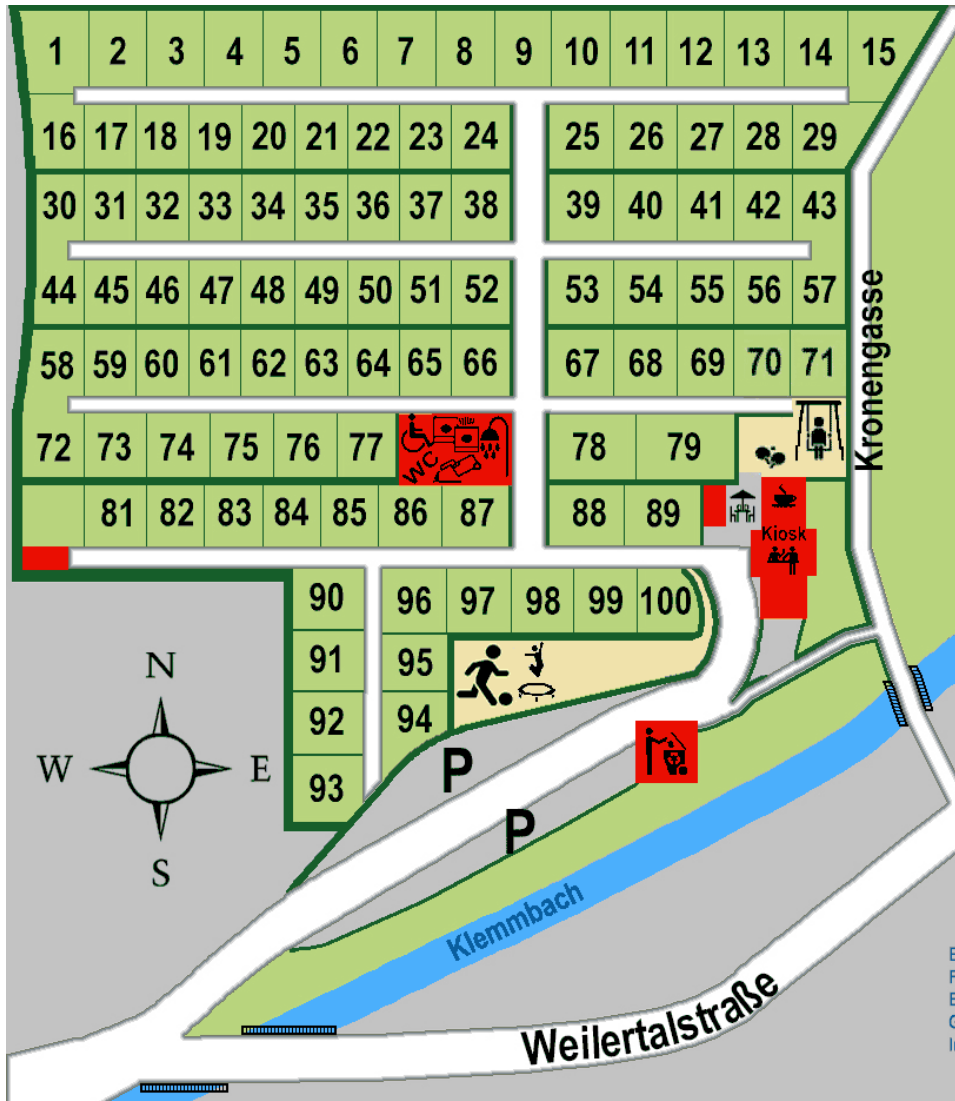 1 2 3 4 5 6 7 8 9 10 11 12 13 14 15
16 17 18 19 20 21 22 23 24 25 26 27 28 29
30 31 32 33 34 35 36 37 38 39 40 41 42 43
44 45 46 47 48 49 50 51 52 53 54 55 56 57
58 59 60 61 62 63 64 65 66 67 68 69 70 71
Kronengasse
72 73 74 75 76 77 WC 78 79
81 82 83 84 85 86 87 88 89
Kiosk
90 96 97 98 99 100
91 95
92 94
93
N
W E
S
P
P
Klemmbach
Weilertalstraße